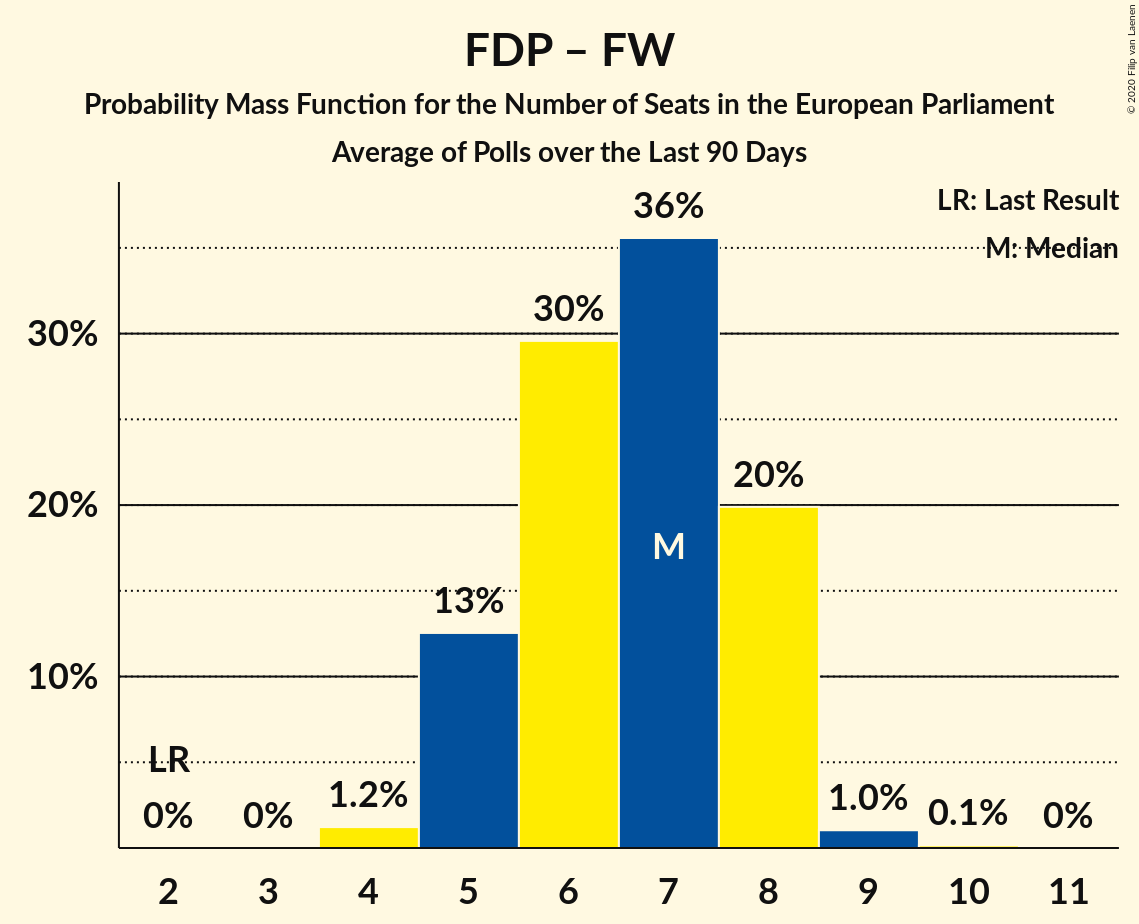 FDP – FW
Probability Mass Function for the Number of Seats in the European Parliament
Average of Polls over the Last 90 Days
© 2020 Filip van Laenen
LR: Last Result
M: Median
36%
30%
30%
20%
20%
M
13%
10%
LR
0%
0%
1.2%
1.0%
0.1%
0%
2 3 4 5 6 7 8 9 10 11